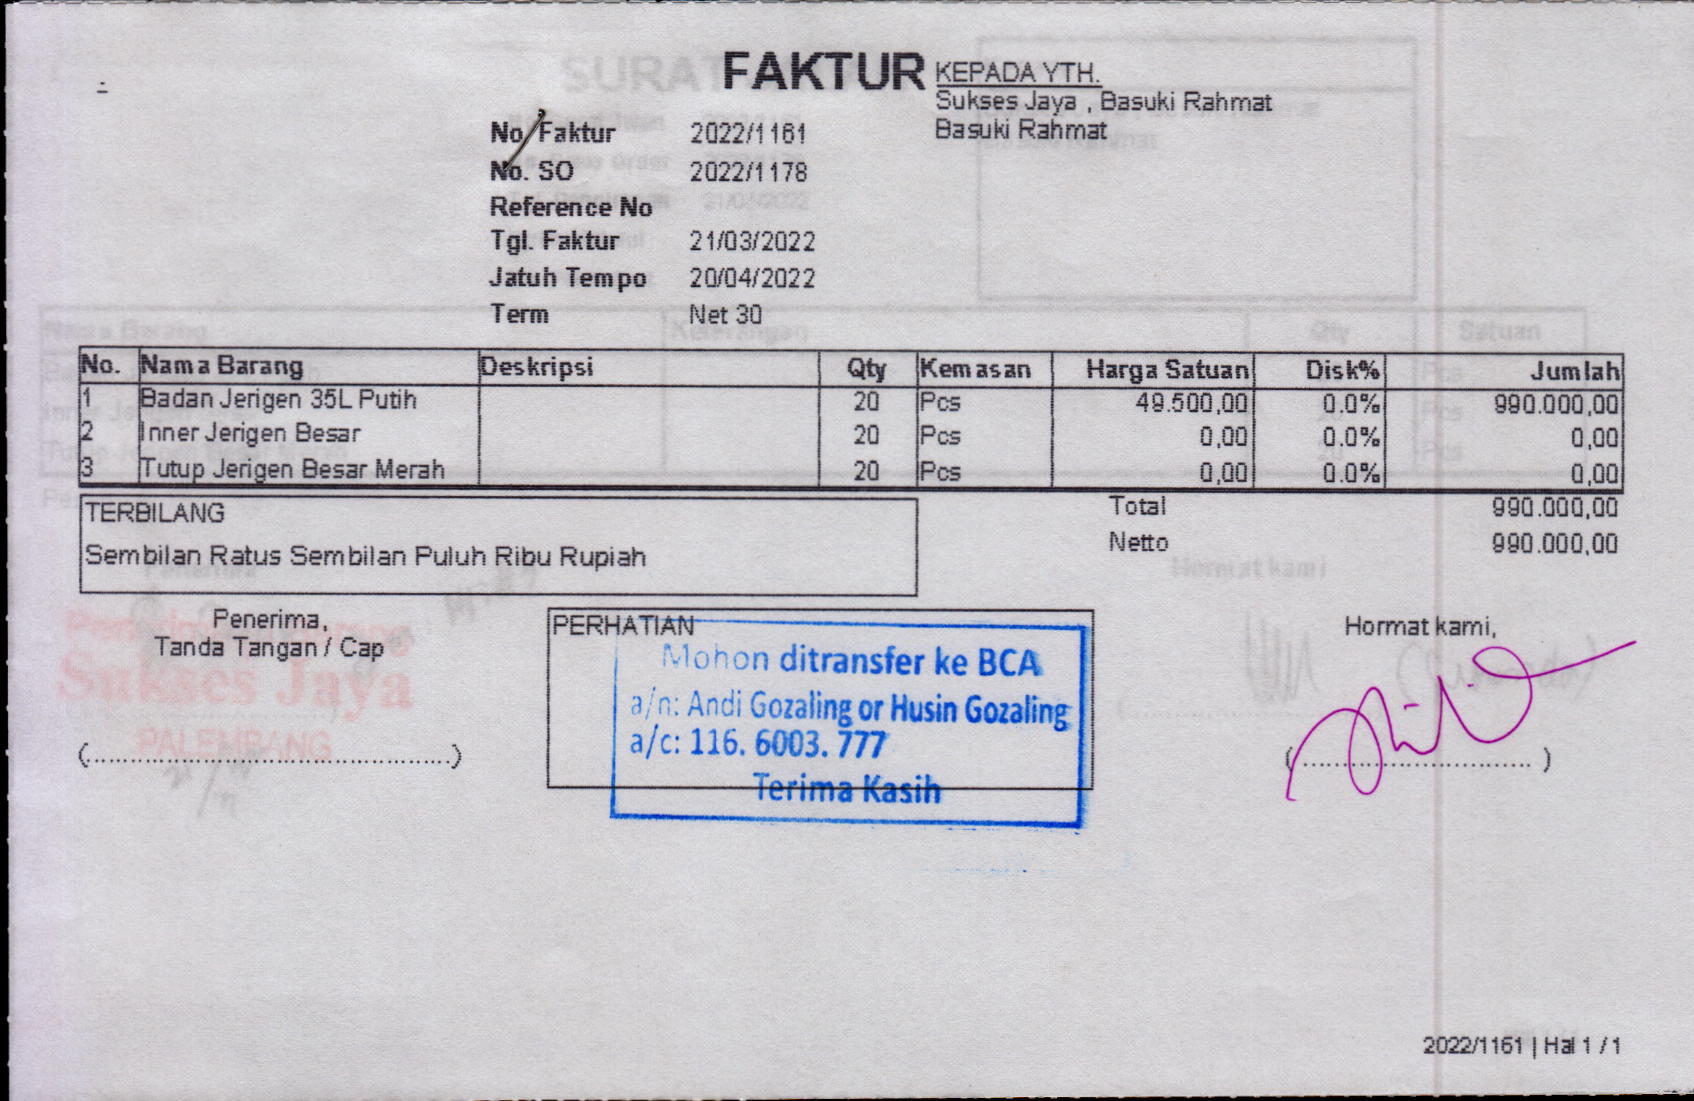 FAKTUR
KEPADA YTH.
Sukses Jaya , Basuki Rahmat
Basuki Rahmat
No. Faktur 2022/1161
No. SO 2022/1178
Reference No
Tgl. Faktur 21/03/2022
Jatuh Tempo 20/04/2022
Term Net 30
No. Nama Barang Deskripsi Qty Kemasan Harga Satuan Disk% Jumlah
1 Badan Jerigen 35L Putih 20 Pcs 49.500,00 0.0% 990.000,00
2 Inner Jerigen Besar 20 Pcs 0,00 0.0% 0,00
3 Tutup Jerigen Besar Merah 20 Pcs 0,00 0.0% 0,00
Total 990.000,00
Netto 990.000,00
TERBILANG
Sembilan Ratus Sembilan Puluh Ribu Rupiah
Penerima,
Tanda Tangan / Cap
(..............................................)
Sukses Jaya
PALEMBANG
PERHATIAN
Mohon ditransfer ke BCA
a/n: Andi Gozaling or Husin Gozaling
a/c: 116. 6003. 777
Terima Kasih
Hormat kami,
(.............................. )
2022/1161 | Hal 1 / 1